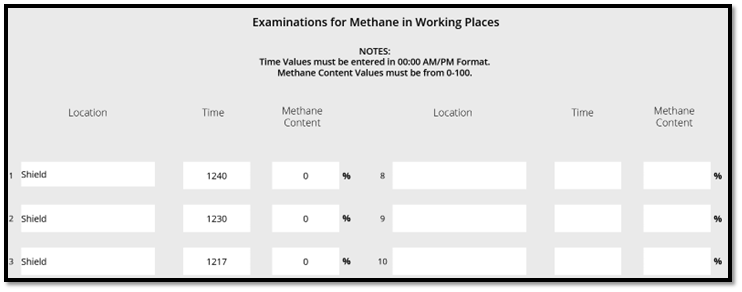 Examinations for Methane in Working Places
NOTES:
Time Values must be entered in 00:00 AM/PM Format.
Methane Content Values must be from 0-100.
Location Time Methane Content Location Time Methane Content
1 Shield 1240 0 % 8 %
2 Shield 1230 0 % 9 %
3 Shield 1217 0 % 10 %